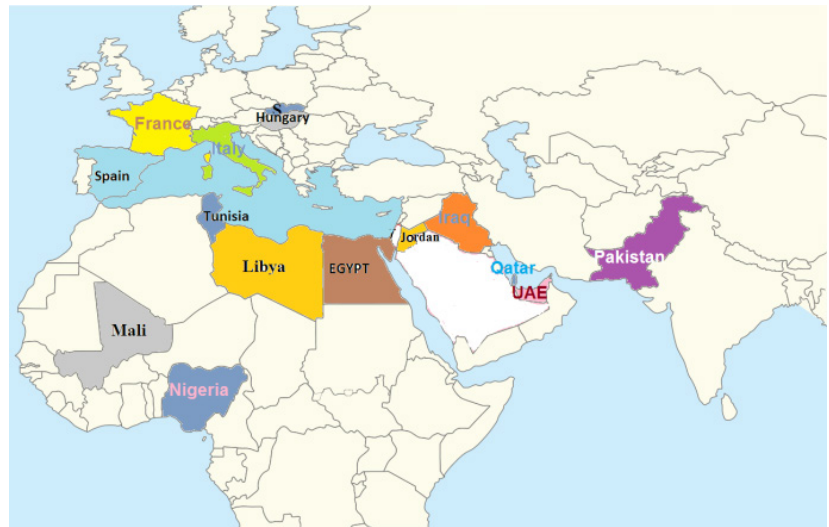 S
Hungary
France
Italy
Spain
Tunisia
Iraq
Jordan
Pakistan
Libya
EGYPT
Qatar
UAE
Mali
Nigeria